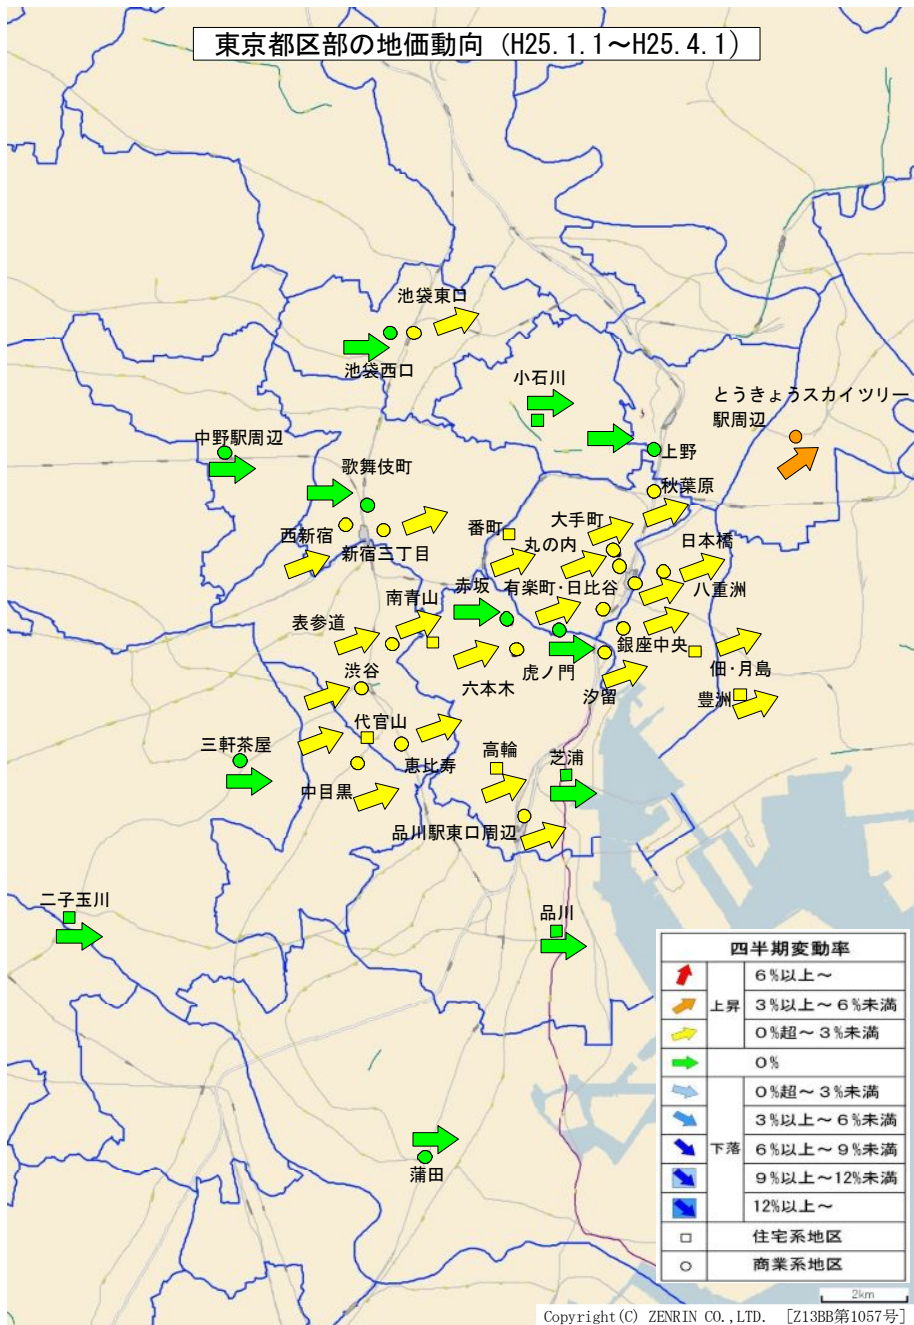 東京都区部の地価動向 (H25.1.1～H25.4.1)
池袋東口
池袋西口
小石川
とうきょうスカイツリー
駅周辺
中野駅周辺
上野
歌舞伎町
秋葉原
西新宿
新宿三丁目
番町
大手町
丸の内
日本橋
赤坂
有楽町・日比谷
八重洲
南青山
表参道
銀座中央
虎ノ門
佃・月島
渋谷
六本木
汐留
豊洲
代官山
三軒茶屋
恵比寿
高輪
芝浦
中目黒
品川駅東口周辺
二子玉川
品川
蒲田
四半期変動率
上昇
6%以上～
3%以上～6%未満
0%超～3%未満
0%
下落
0%超～3%未満
3%以上～6%未満
6%以上～9%未満
9%以上～12%未満
12%以上～
住宅系地区
商業系地区
2km
Copyright(C) ZENRIN CO.,LTD. [Z13BB第1057号]